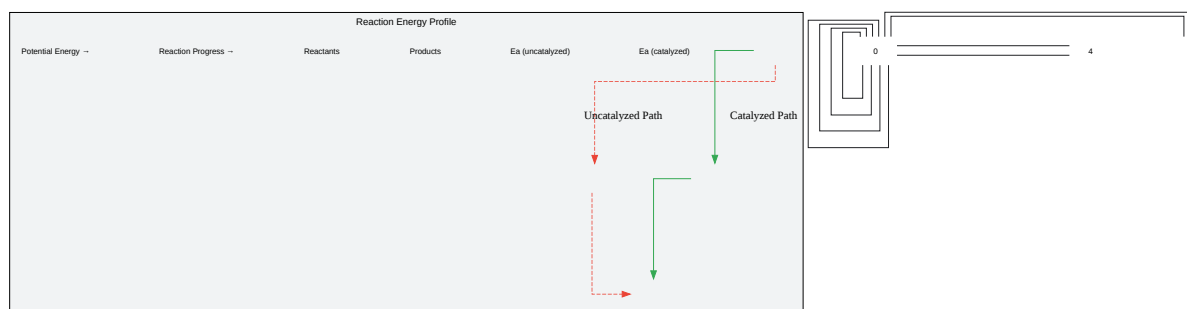 Reaction Energy Profile
Potential Energy →
Reaction Progress →
Reactants
Products
Ea (uncatalyzed)
Ea (catalyzed)
0
4
Uncatalyzed Path
Catalyzed Path